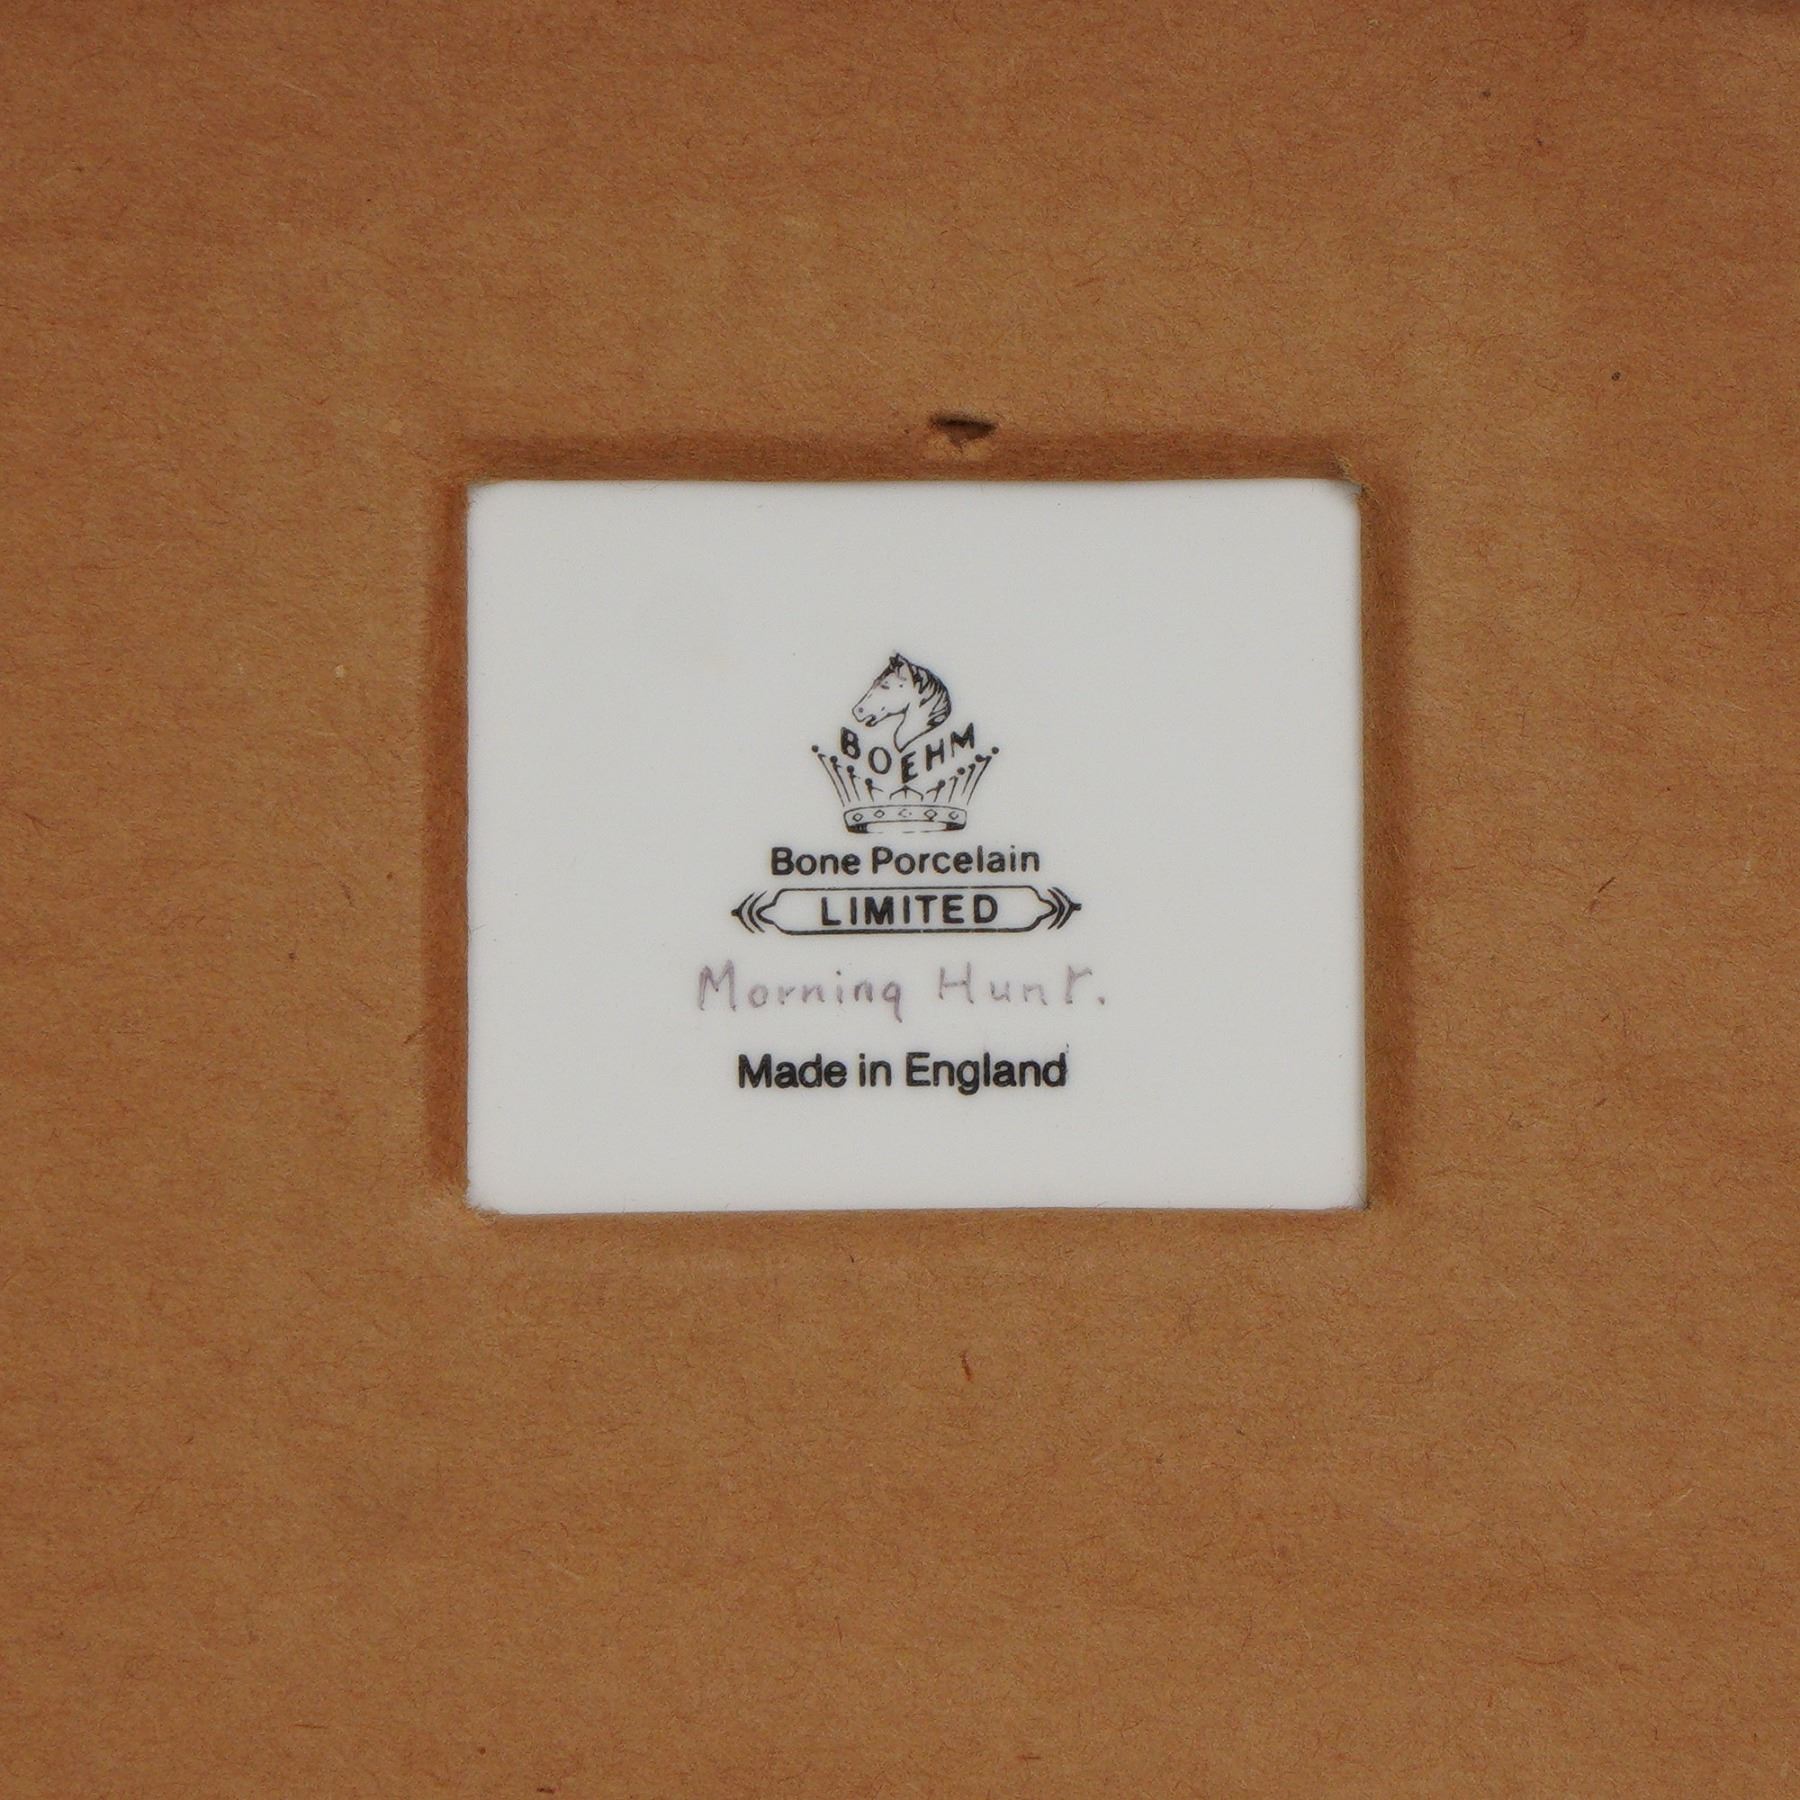 BOEHM
Bone Porcelain
LIMITED
Morning Hunt.
Made in England